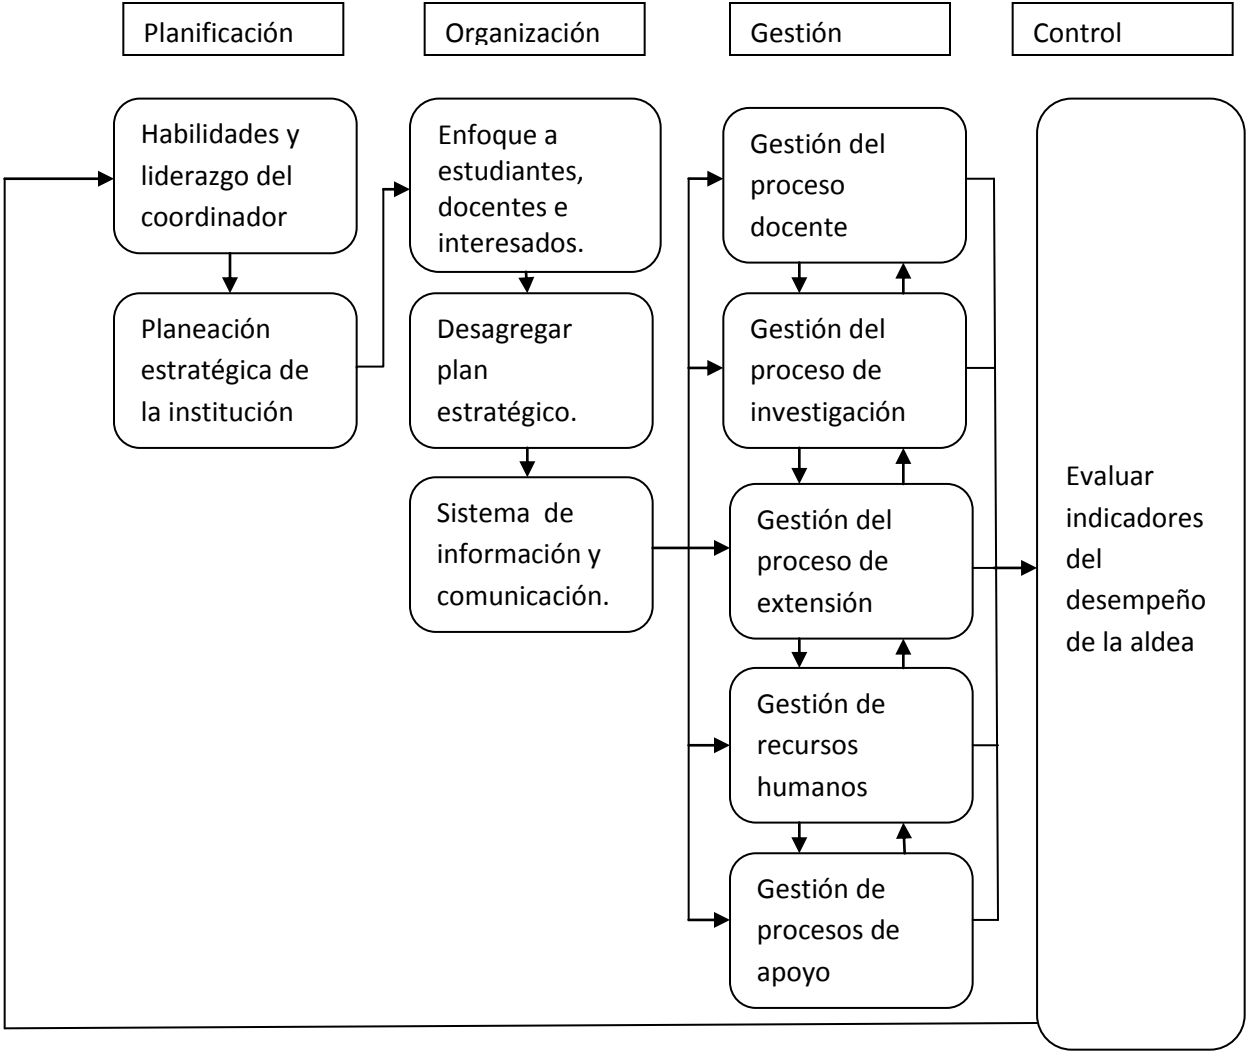 Planificación
Organización
Gestión
Control
Habilidades y
liderazgo del
coordinador
Planeación
estratégica de
la institución
Enfoque a
estudiantes,
docentes e
interesados.
Desagregar
plan
estratégico.
Sistema de
información y
comunicación.
Gestión del
proceso
docente
Gestión del
proceso de
investigación
Gestión del
proceso de
extensión
Gestión de
recursos
humanos
Gestión de
procesos de
apoyo
Evaluar
indicadores
del
desempeño
de la aldea